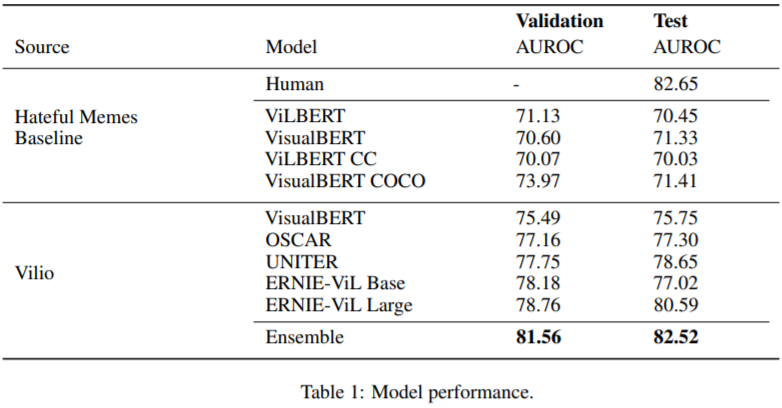 Validation Test
Source Model AUROC AUROC
Human - 82.65
Hateful Memes Baseline
ViLBERT 71.13 70.45
VisualBERT 70.60 71.33
ViLBERT CC 70.07 70.03
VisualBERT COCO 73.97 71.41
Vilio
VisualBERT 75.49 75.75
OSCAR 77.16 77.30
UNITER 77.75 78.65
ERNIE-ViL Base 78.18 77.02
ERNIE-ViL Large 78.76 80.59
Ensemble 81.56 82.52
Table 1: Model performance.